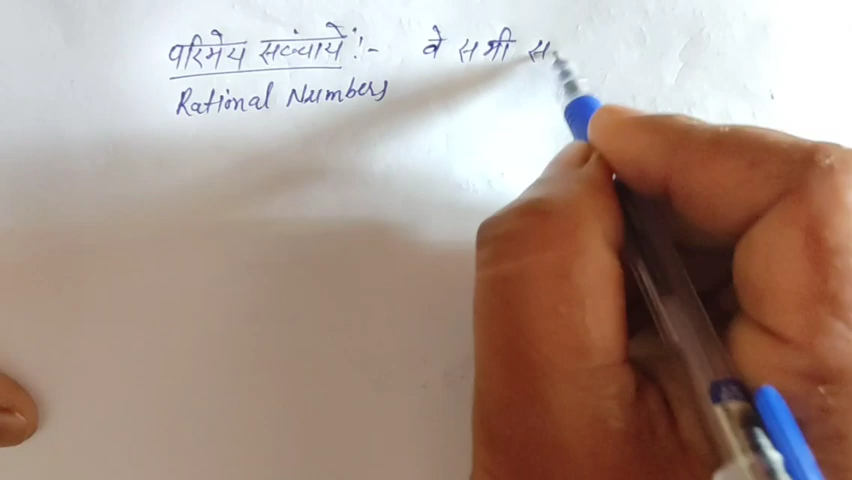 परिमेय संख्यायें :- वे सभी स
Rational Numbers